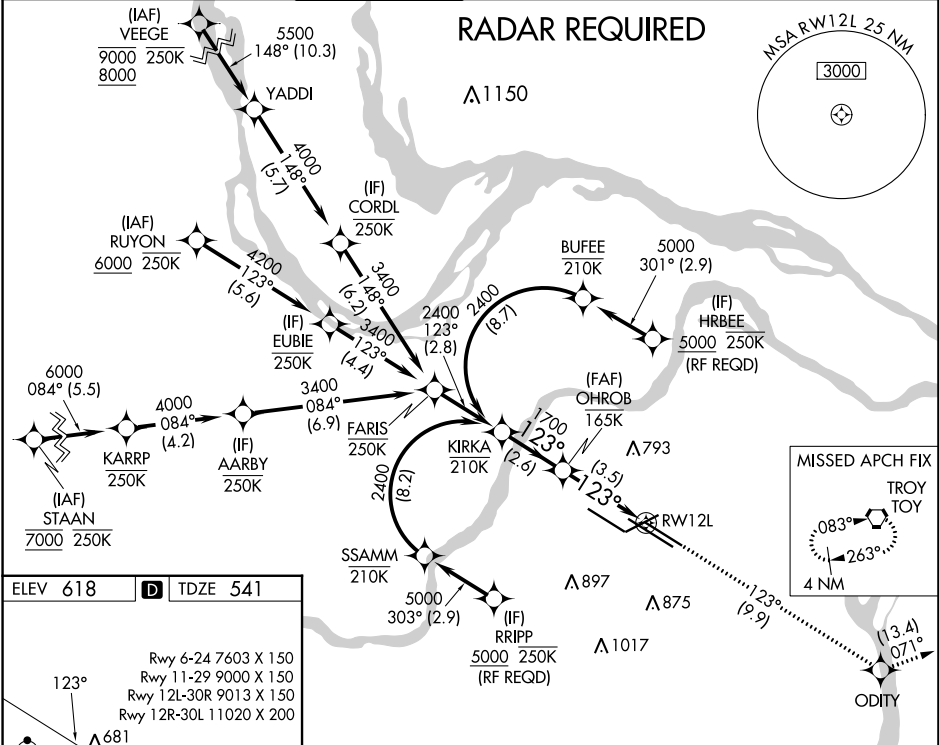 RADAR REQUIRED
(IAF)
VEEGE
9000 250K
8000
5500
148° (10.3)
YADDI
1150
MSA RW12L 25 NM
3000
4000
148°
(5.7)
(IF)
CORDL
250K
(IAF)
RUYON
6000 250K
4200
123°
(5.6)
3400
148°
(6.2)
BUFEE
210K
5000
301° (2.9)
(IF)
HRBEE
5000 250K
(RF REQD)
(IF)
EUBIE
250K
3400
123°
(4.4)
2400
123°
(2.8)
2400
(8.7)
6000
084° (5.5)
4000
084°
(4.2)
3400
084°
(6.9)
KARRP
250K
(IF)
AARBY
250K
FARIS
250K
(FAF)
OHROB
165K
KIRKA
210K
1700
123°
(2.6)
(3.5)
123°
793
RW12L
(IAF)
STAAN
7000 250K
2400
(8.2)
SSAMM
210K
5000
303° (2.9)
(IF)
RRIPP
5000 250K
(RF REQD)
897
875
1017
MISSED APCH FIX
TROY
TOY
083°
263°
4 NM
123°
(9.9)
(13.4)
071°
ODITY
ELEV 618 D TDZE 541
Rwy 6-24 7603 X 150
Rwy 11-29 9000 X 150
Rwy 12L-30R 9013 X 150
Rwy 12R-30L 11020 X 200
123°
681